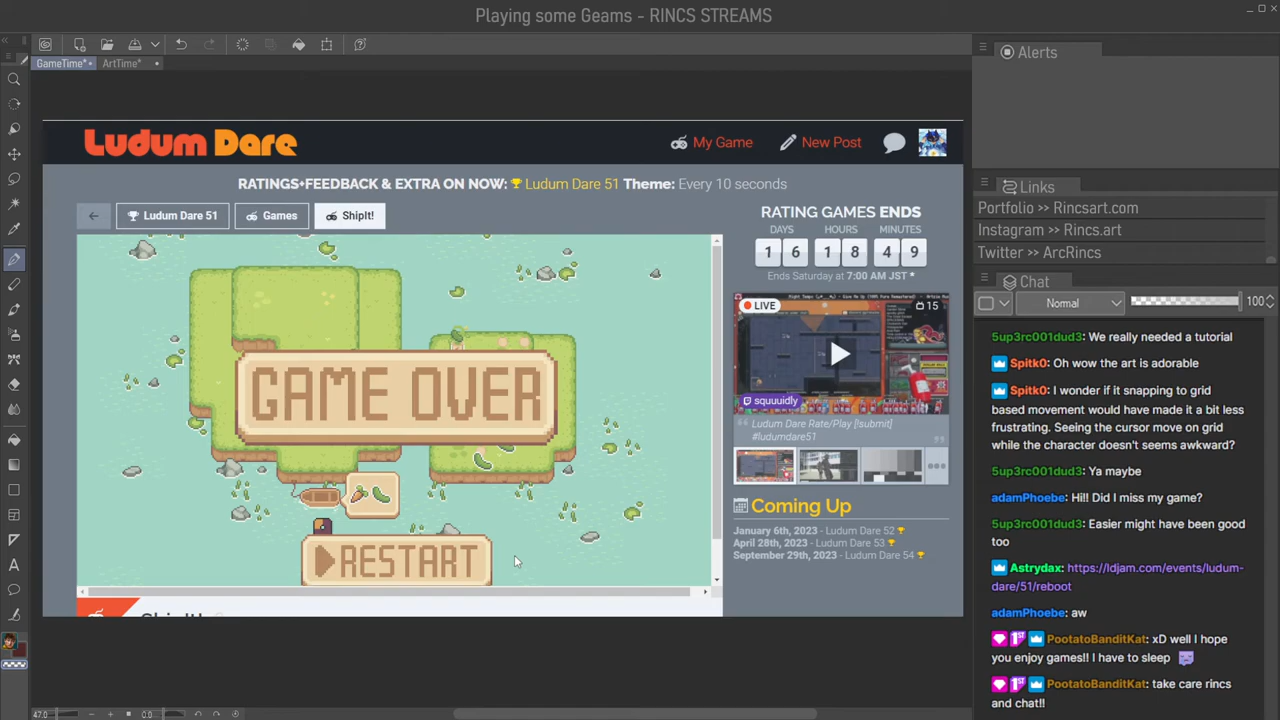 Playing some Geams - RINCS STREAMS
GameTime*
ArtTime*
Alerts
Ludum Dare
My Game
New Post
RATINGS+FEEDBACK & EXTRA ON NOW: Ludum Dare 51 Theme: Every 10 seconds
Ludum Dare 51
Games
ShipIt!
RATING GAMES ENDS
DAYS
HOURS
MINUTES
1 6
1 8
4 9
Ends Saturday at 7:00 AM JST *
LIVE
15
squuuidly
Ludum Dare Rate/Play [!submit]
#ludumdare51
Coming Up
January 6th, 2023 - Ludum Dare 52
April 28th, 2023 - Ludum Dare 53
September 29th, 2023 - Ludum Dare 54
GAME OVER
RESTART
Links
Portfolio >> Rincsart.com
Instagram >> Rincs.art
Twitter >> ArcRincs
Chat
Normal
100
5up3rc001dud3: We really needed a tutorial
Spitk0: Oh wow the art is adorable
Spitk0: I wonder if it snapping to grid
based movement would have made it a bit less
frustrating. Seeing the cursor move on grid
while the character doesn't seems awkward?
5up3rc001dud3: Ya maybe
adamPhoebe: Hi!! Did I miss my game?
5up3rc001dud3: Easier might have been good
too
Astrydax: https://ldjam.com/events/ludum-
dare/51/reboot
adamPhoebe: aw
PootatoBanditKat: xD well I hope
you enjoy games!! I have to sleep
PootatoBanditKat: take care rincs
and chat!!
47.0
0.0